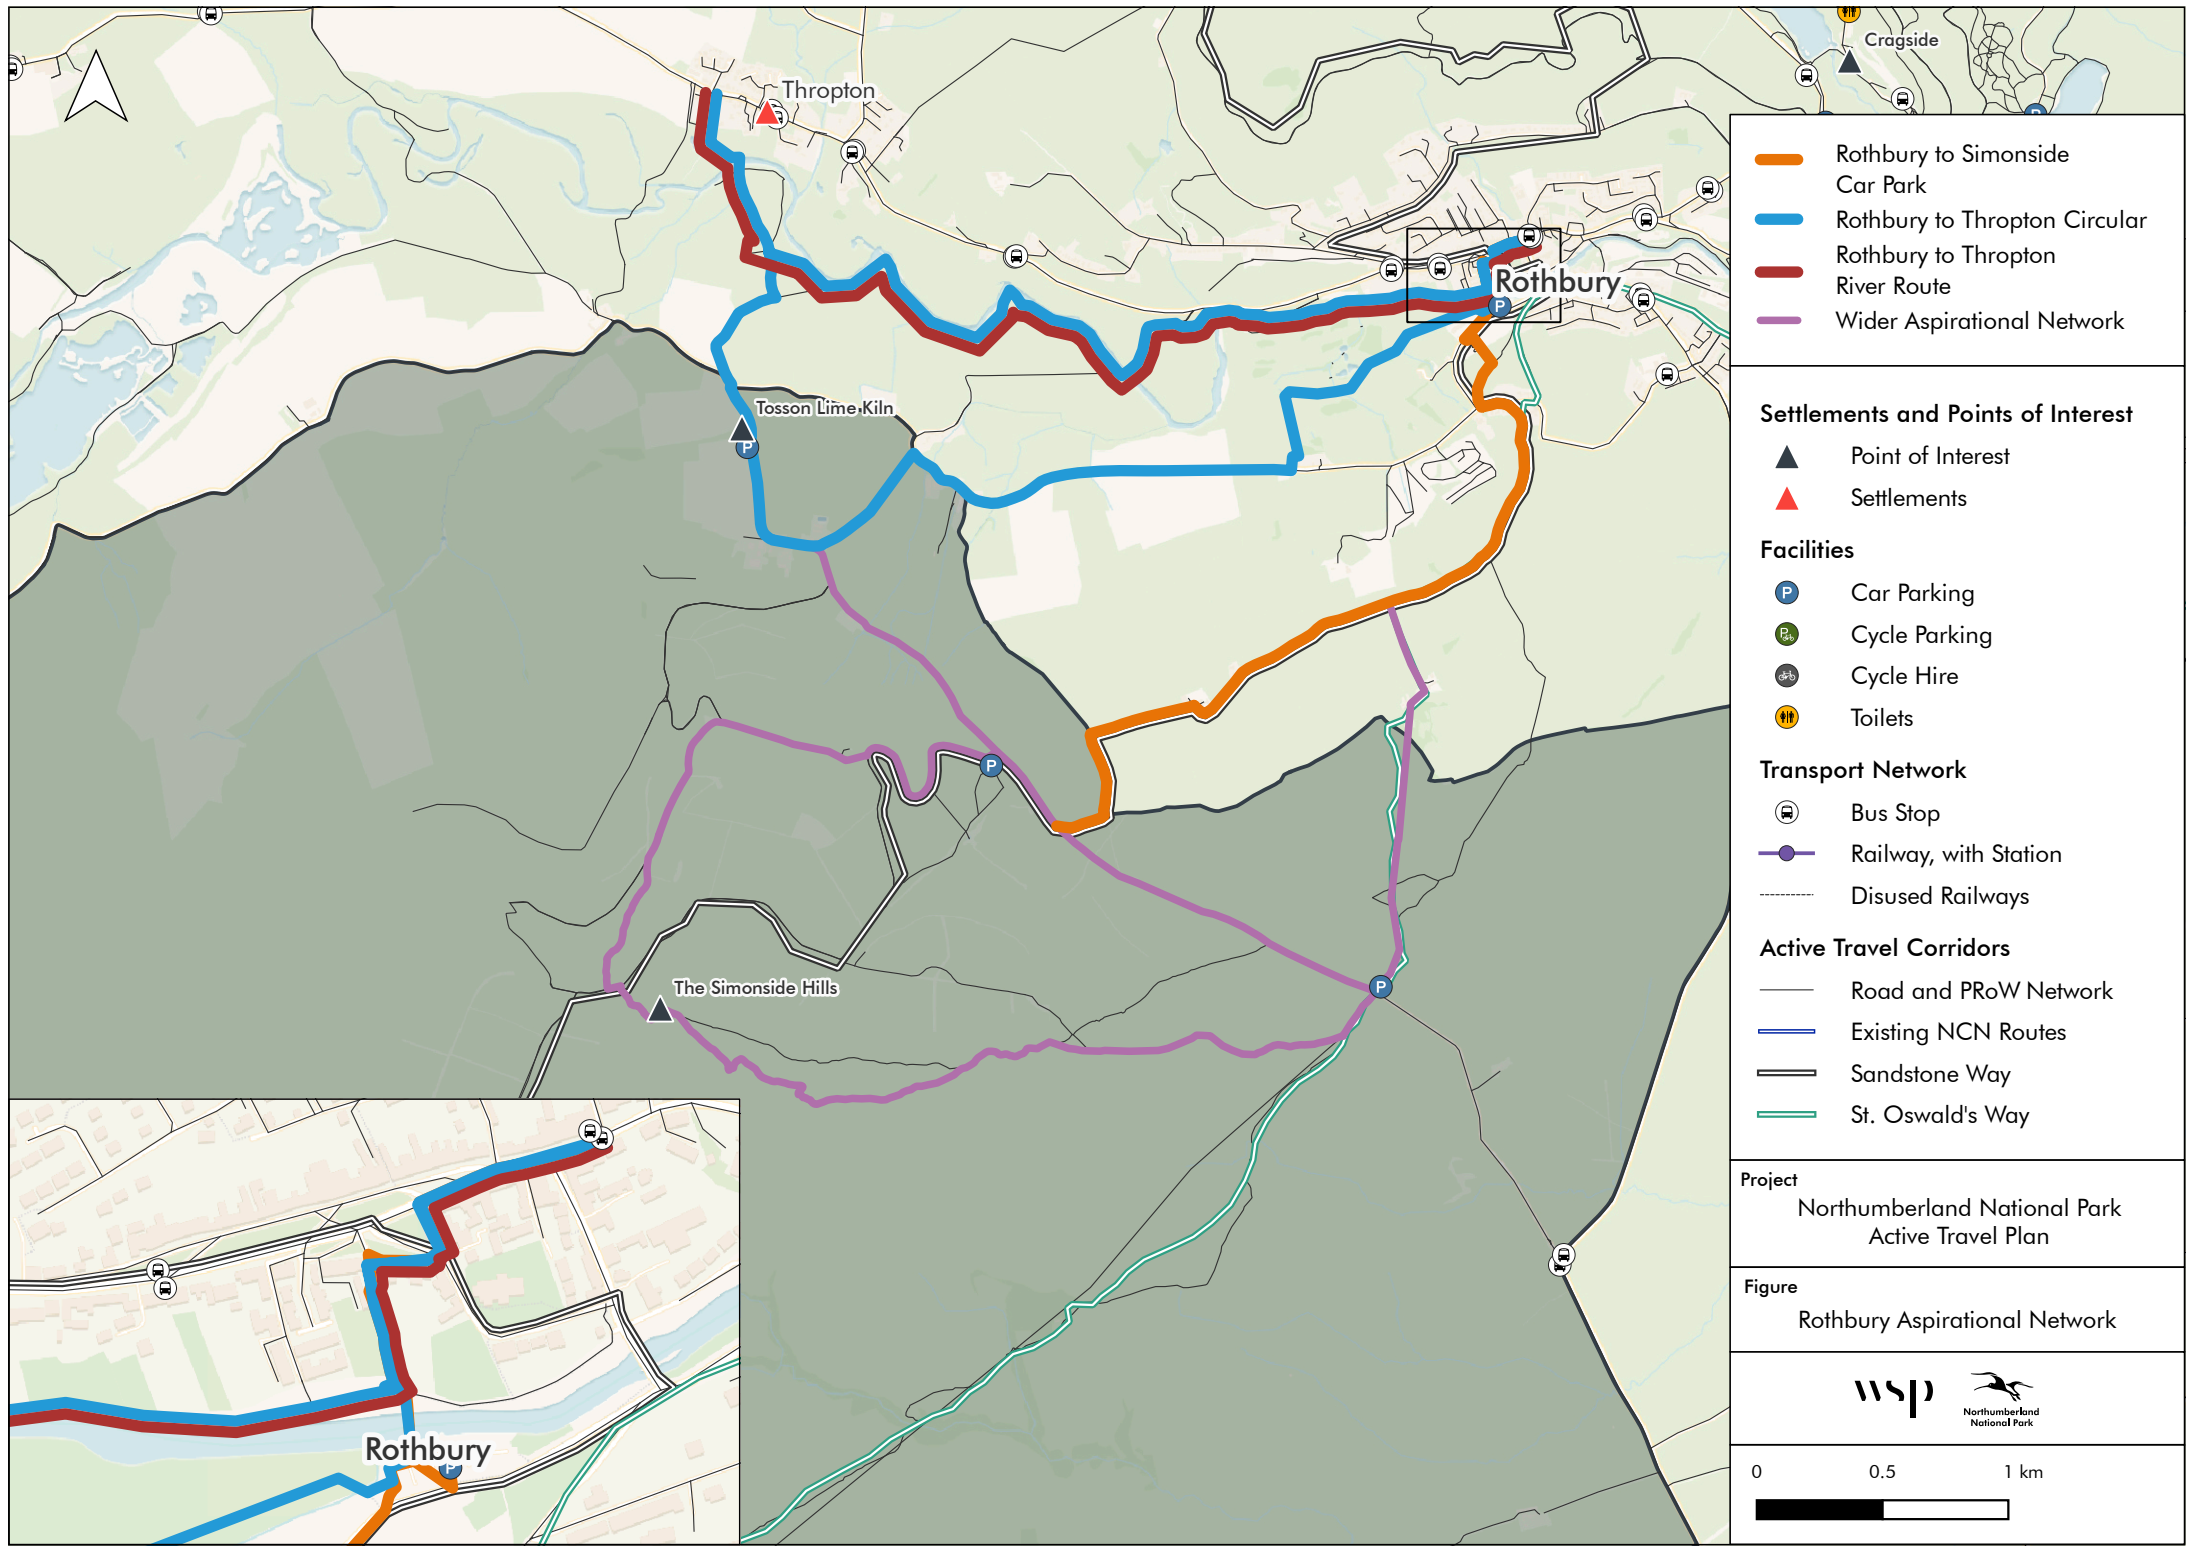 Cragside
Thropton
Rothbury
Tosson Lime Kiln
The Simonside Hills
Rothbury
P
P
P
P
P
Rothbury to Simonside
Car Park
Rothbury to Thropton Circular
Rothbury to Thropton
River Route
Wider Aspirational Network
Settlements and Points of Interest
Point of Interest
Settlements
Facilities
P Car Parking
P Cycle Parking
Cycle Hire
Toilets
Transport Network
Bus Stop
Railway, with Station
Disused Railways
Active Travel Corridors
Road and PRoW Network
Existing NCN Routes
Sandstone Way
St. Oswald's Way
Project
Northumberland National Park
Active Travel Plan
Figure
Rothbury Aspirational Network
wsp
Northumberland
National Park
0 0.5 1 km